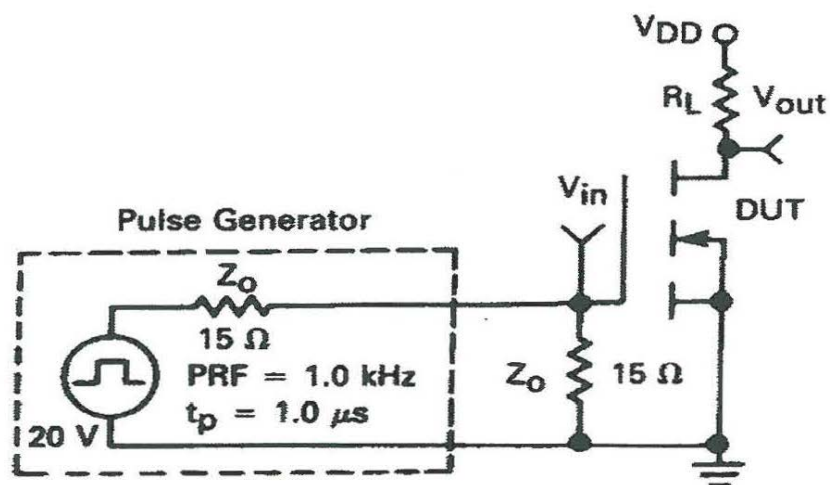 VDD
RL
Vout
Vin
DUT
Pulse Generator
Zo
15 Ω
PRF = 1.0 kHz
tp = 1.0 μs
20 V
Zo
15 Ω